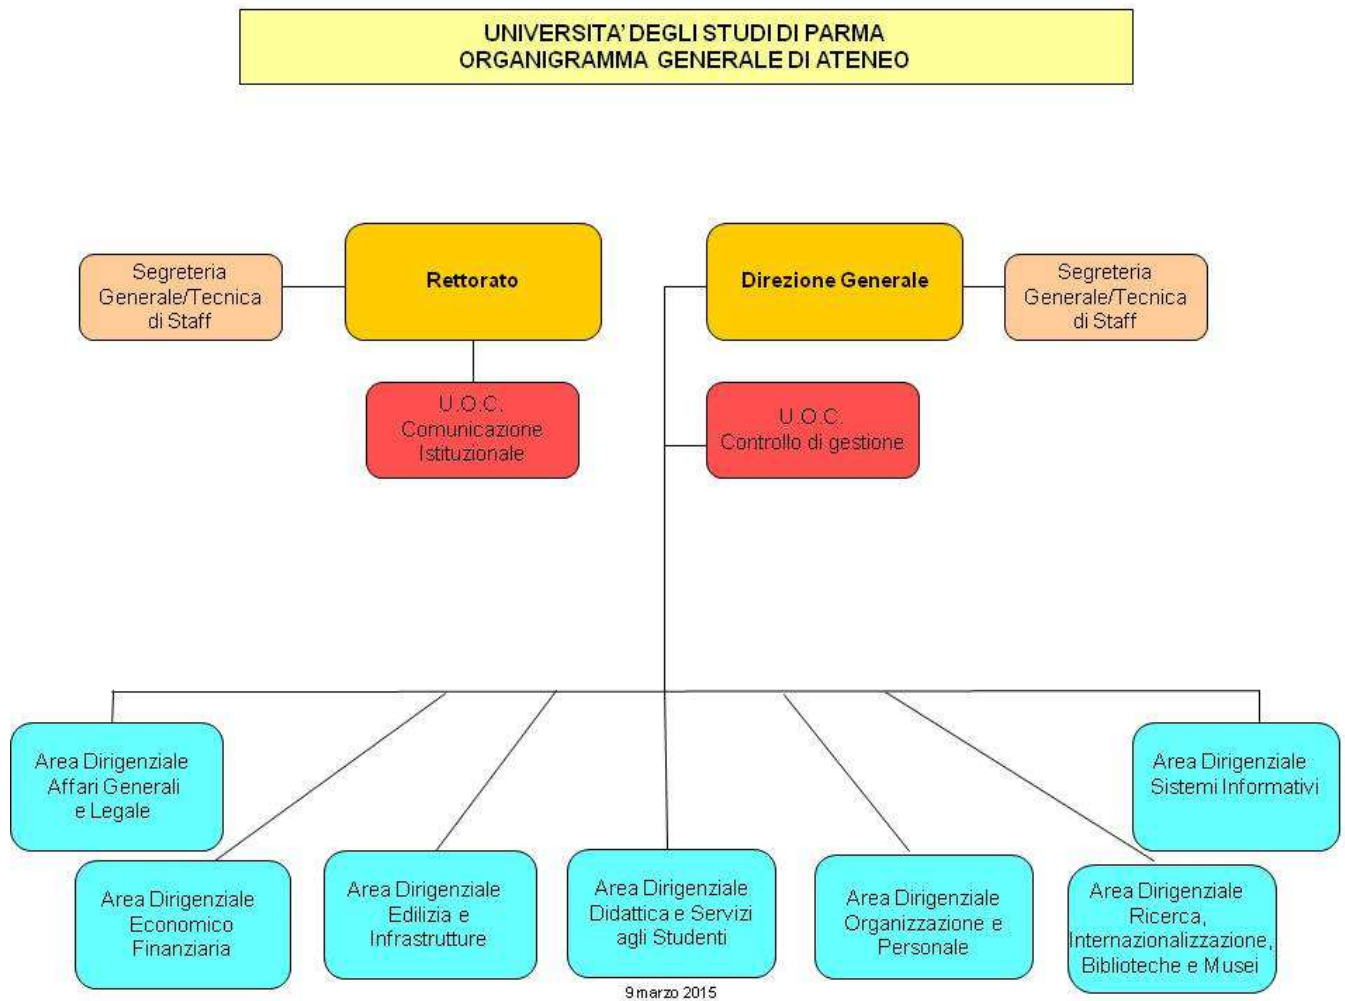 UNIVERSITA' DEGLI STUDI DI PARMA
ORGANIGRAMMA GENERALE DI ATENEO
Segreteria
Generale/Tecnica
di Staff
Rettorato
Direzione Generale
Segreteria
Generale/Tecnica
di Staff
U.O.C.
Comunicazione
Istituzionale
U.O.C.
Controllo di gestione
Area Dirigenziale
Affari Generali
e Legale
Area Dirigenziale
Sistemi Informativi
Area Dirigenziale
Economico
Finanziaria
Area Dirigenziale
Edilizia e
Infrastrutture
Area Dirigenziale
Didattica e Servizi
agli Studenti
Area Dirigenziale
Organizzazione e
Personale
Area Dirigenziale
Ricerca,
Internazionalizzazione,
Biblioteche e Musei
9 marzo 2015